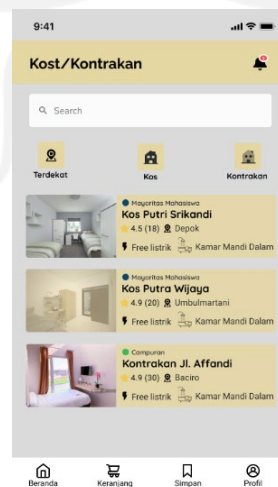 9:41
Kost/Kontrakan
Search
Terdekat Kos Kontrakan
Mayoritas Mahasiswa
Kos Putri Srikandi
4.5 (18) Depok
Free listrik Kamar Mandi Dalam
Mayoritas Mahasiswa
Kos Putra Wijaya
4.9 (20) Umbulmartani
Free listrik Kamar Mandi Dalam
Campuran
Kontrakan Jl. Affandi
4.9 (30) Baciro
Free listrik Kamar Mandi Dalam
Beranda Keranjang Simpan Profil